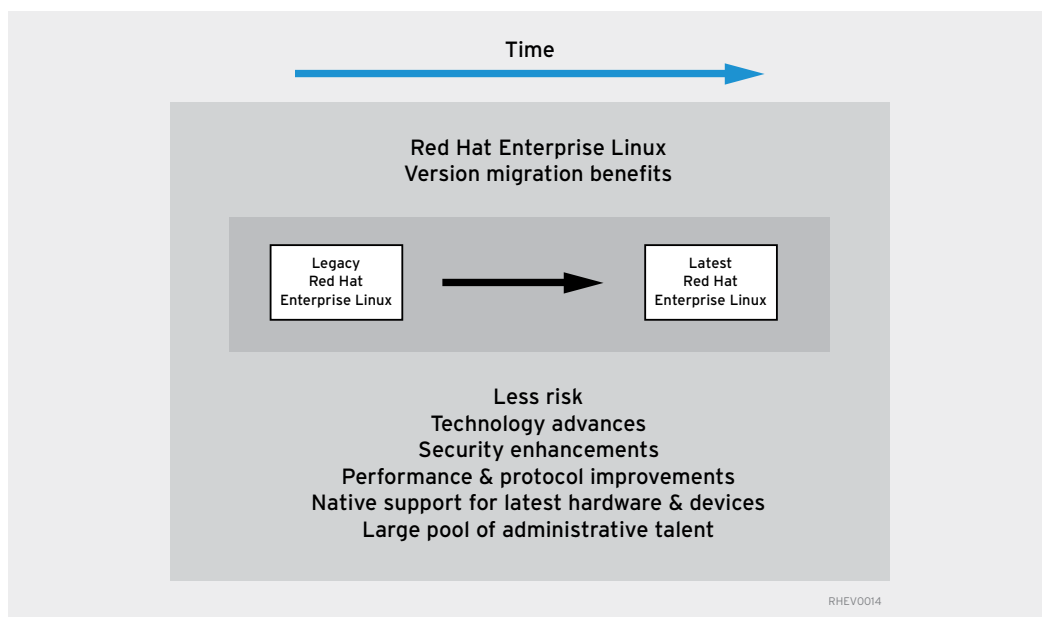 Time
Red Hat Enterprise Linux
Version migration benefits
Legacy
Red Hat
Enterprise Linux
Latest
Red Hat
Enterprise Linux
Less risk
Technology advances
Security enhancements
Performance & protocol improvements
Native support for latest hardware & devices
Large pool of administrative talent
RHEV0014